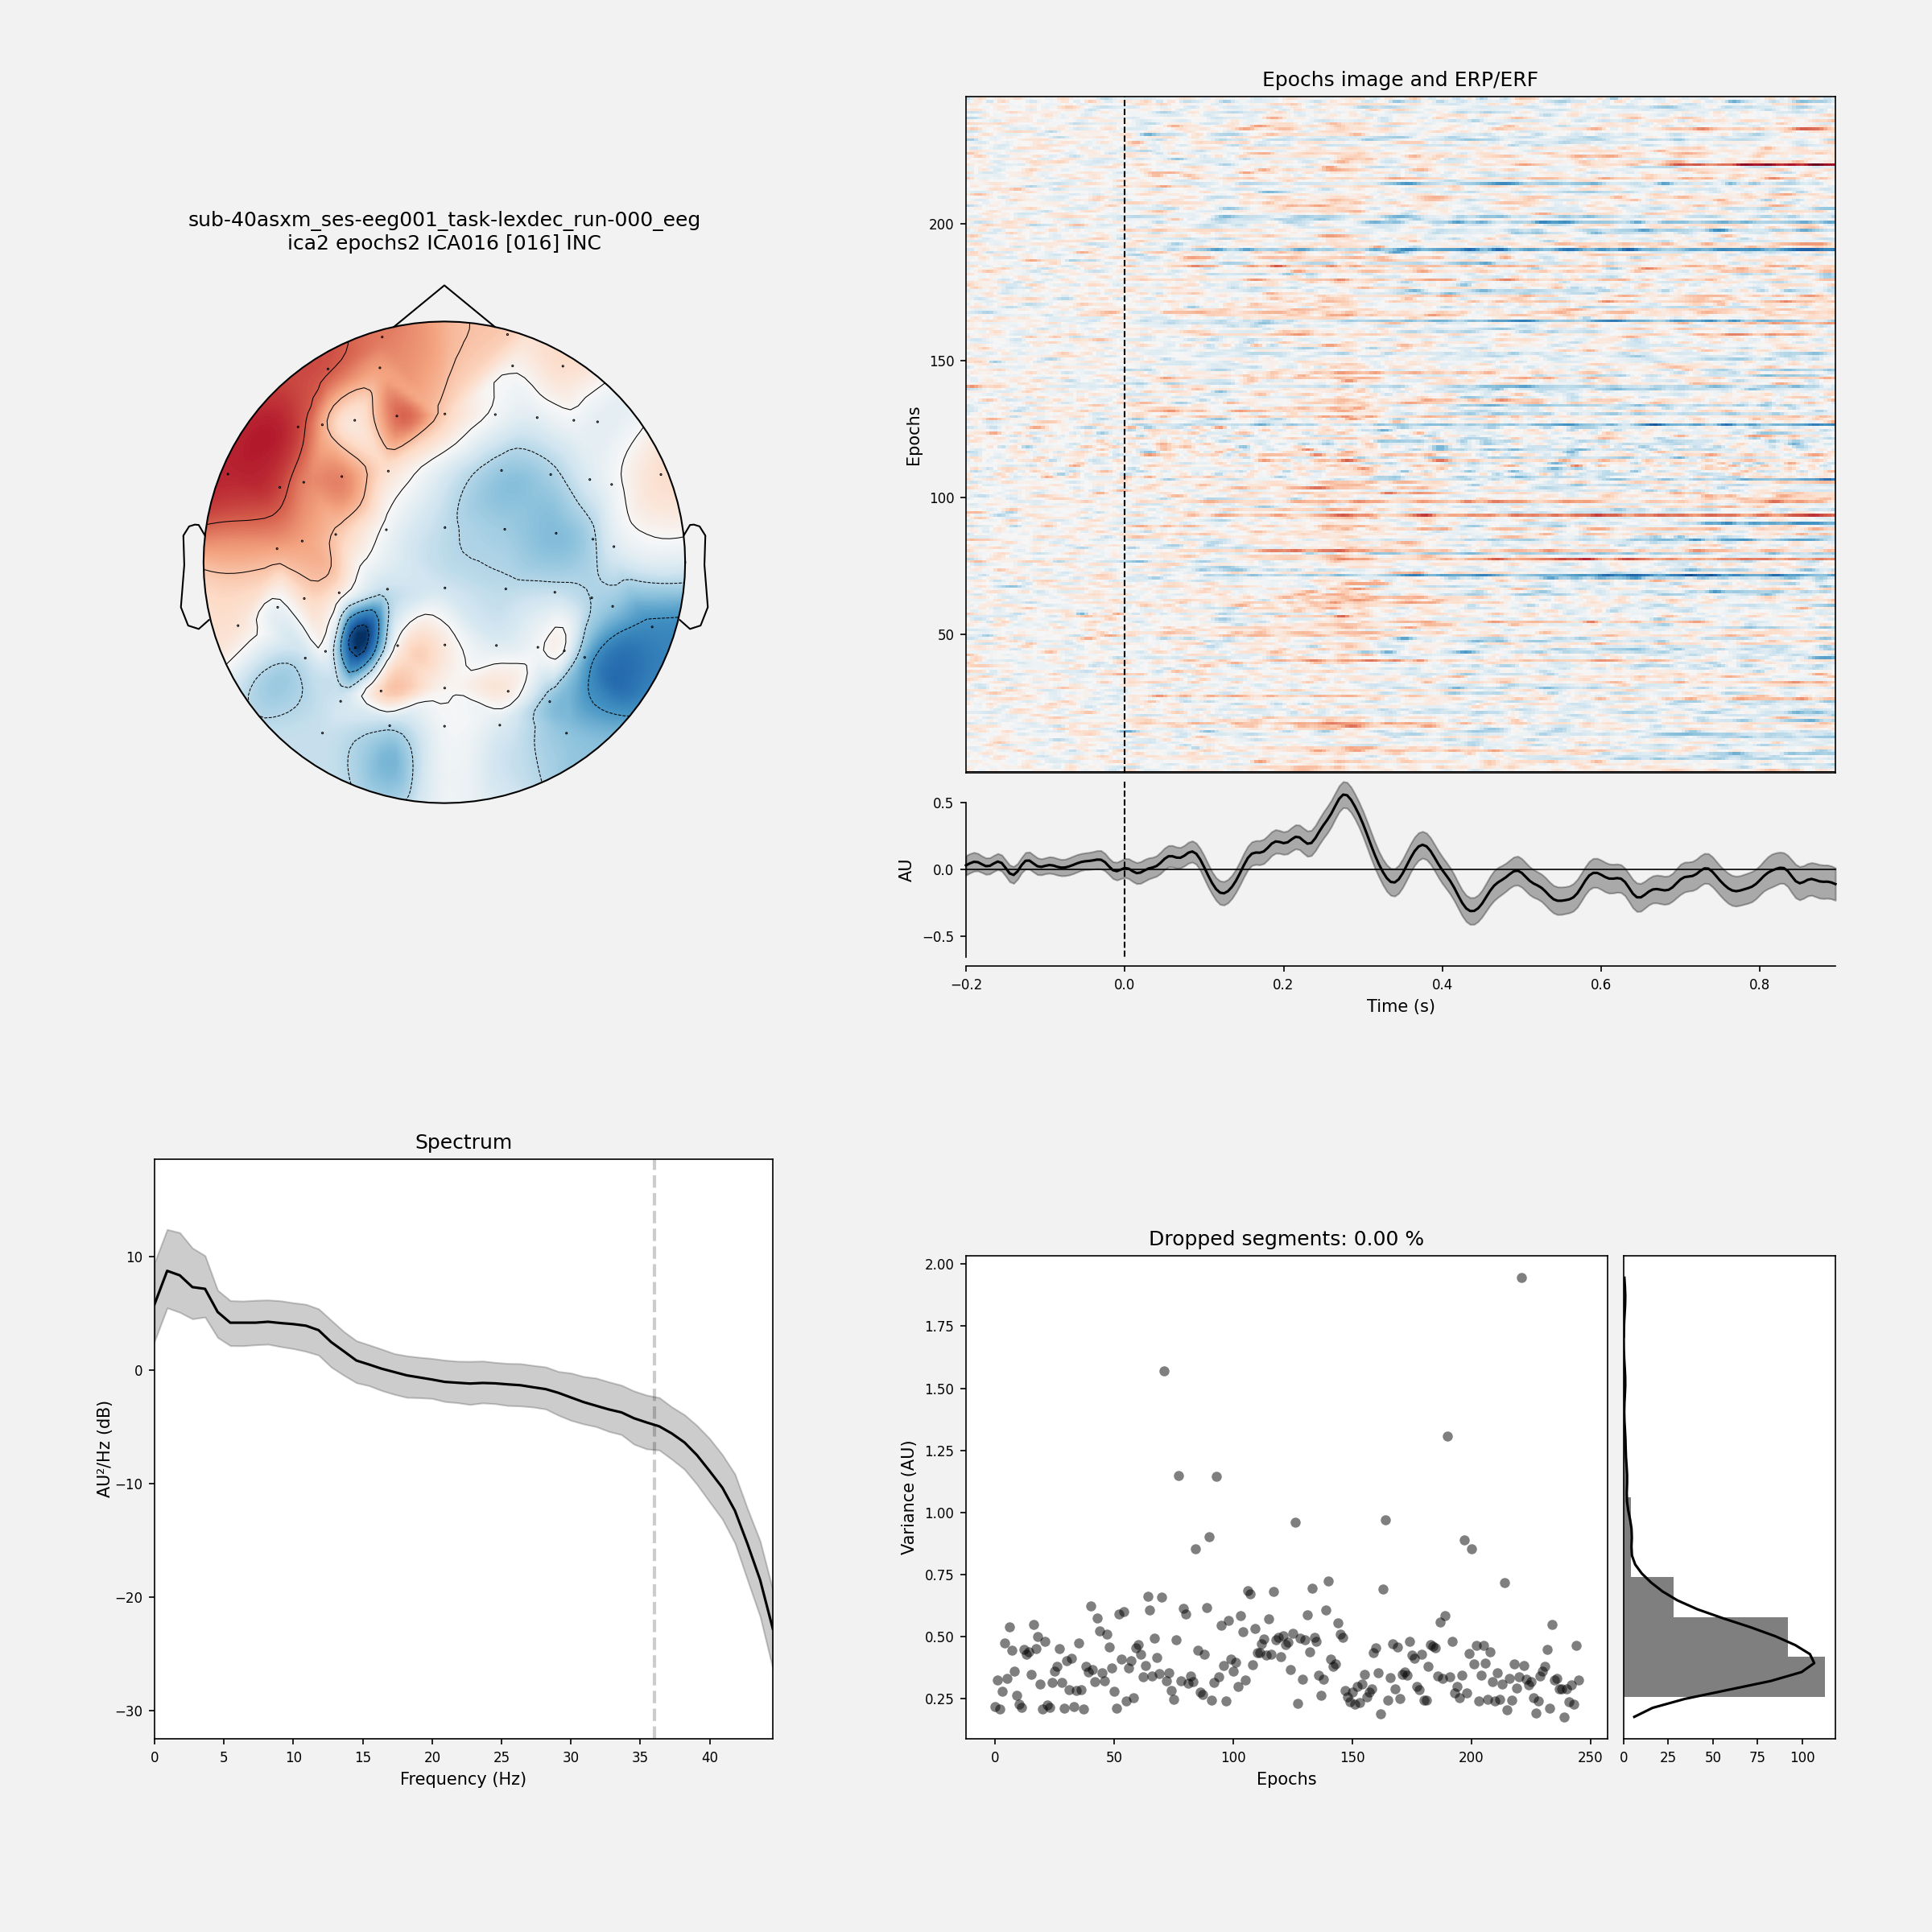 sub-40asxm_ses-eeg001_task-lexdec_run-000_eeg
ica2 epochs2 ICA016 [016] INC
Epochs image and ERP/ERF
Epochs
200
150
100
50
AU
0.5
0.0
−0.5
−0.2 0.0 0.2 0.4 0.6 0.8
Time (s)
Spectrum
AU²/Hz (dB)
10
0
−10
−20
−30
0 5 10 15 20 25 30 35 40
Frequency (Hz)
Dropped segments: 0.00 %
Variance (AU)
2.00
1.75
1.50
1.25
1.00
0.75
0.50
0.25
0 50 100 150 200 250
Epochs
0 25 50 75 100